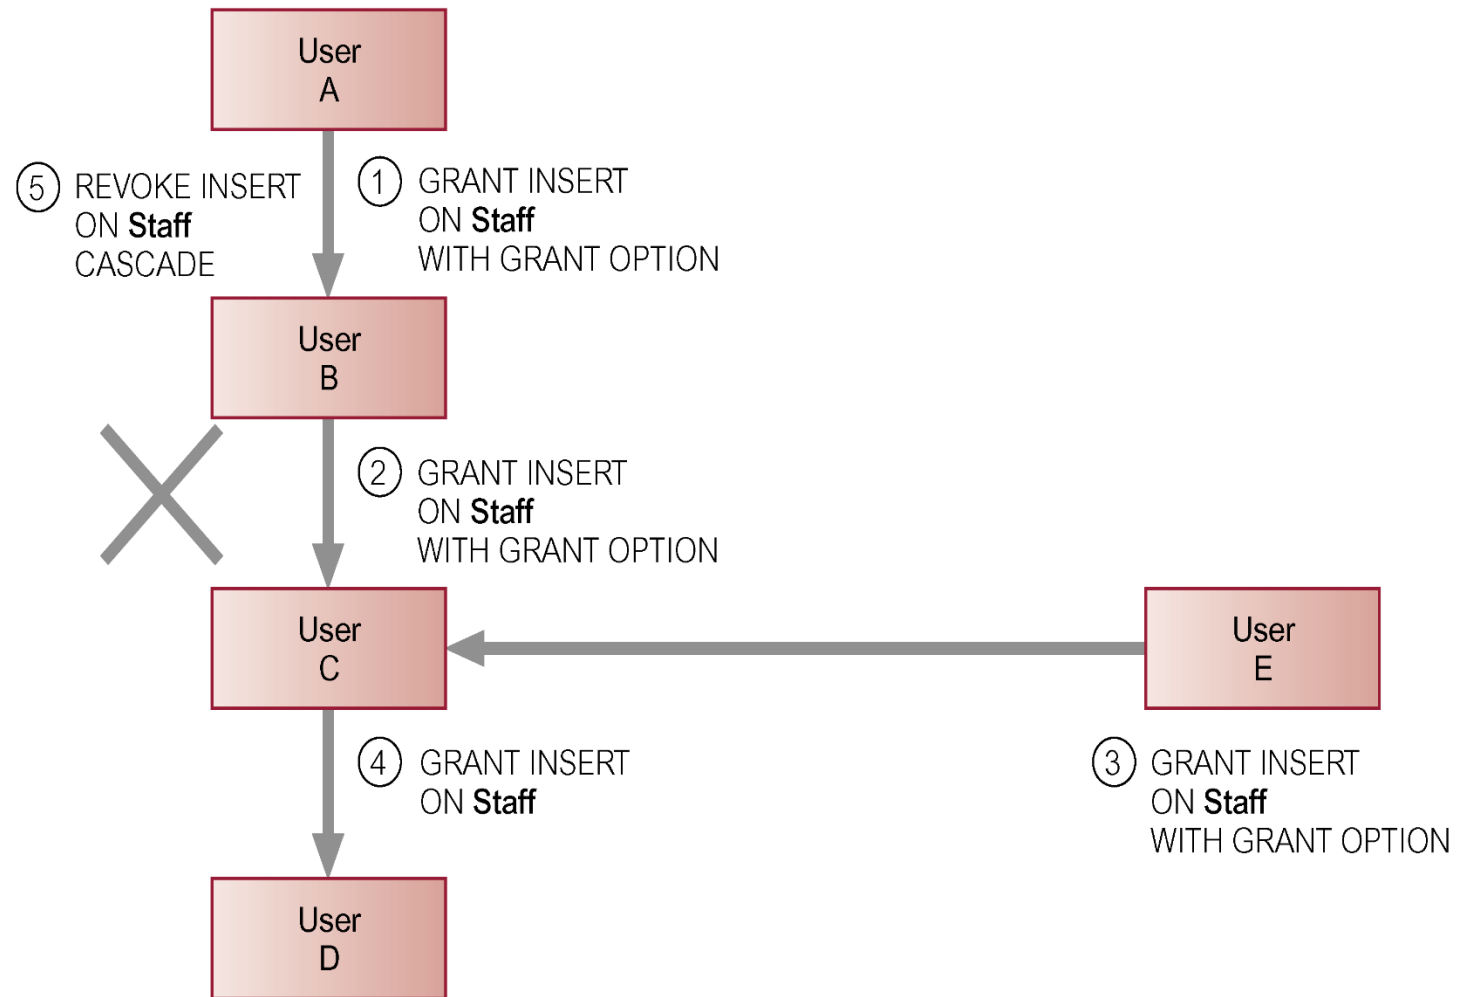 User
A
5 REVOKE INSERT
ON Staff
CASCADE
1 GRANT INSERT
ON Staff
WITH GRANT OPTION
User
B
2 GRANT INSERT
ON Staff
WITH GRANT OPTION
User
C
User
E
4 GRANT INSERT
ON Staff
3 GRANT INSERT
ON Staff
WITH GRANT OPTION
User
D